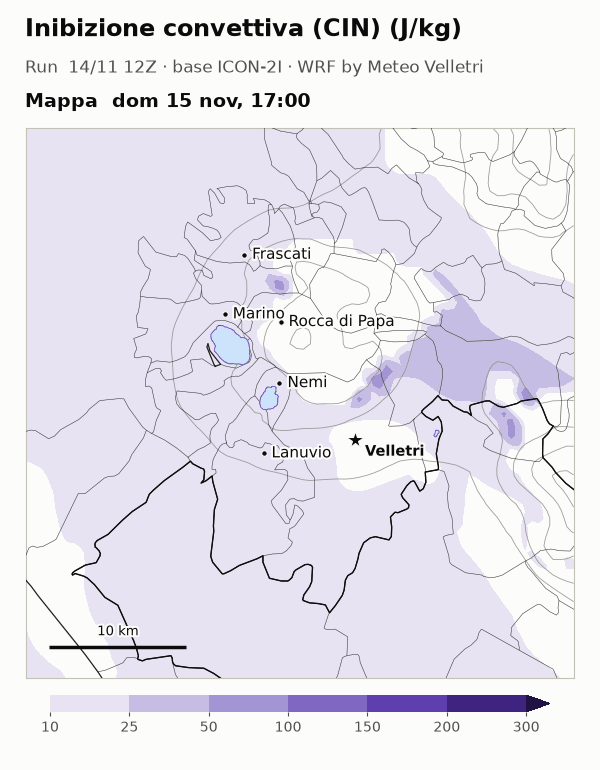 Inibizione convettiva (CIN) (J/kg)
Run 14/11 12Z · base ICON-2I · WRF by Meteo Velletri
Mappa dom 15 nov, 17:00
Frascati
Marino
Rocca di Papa
Nemi
Velletri
Lanuvio
10 km
10 25 50 100 150 200 300